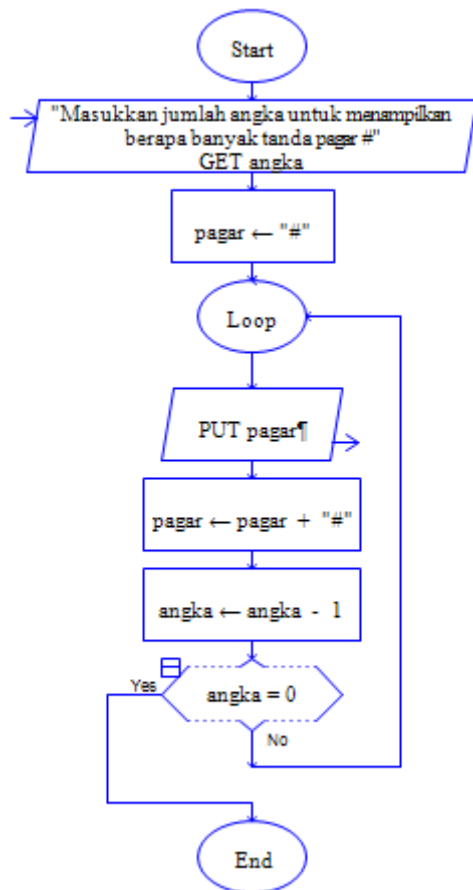 Start
"Masukkan jumlah angka untuk menampilkan
berapa banyak tanda pagar #"
GET angka
pagar ← "#"
Loop
PUT pagar¶
pagar ← pagar + "#"
angka ← angka - 1
Yes
angka = 0
No
End